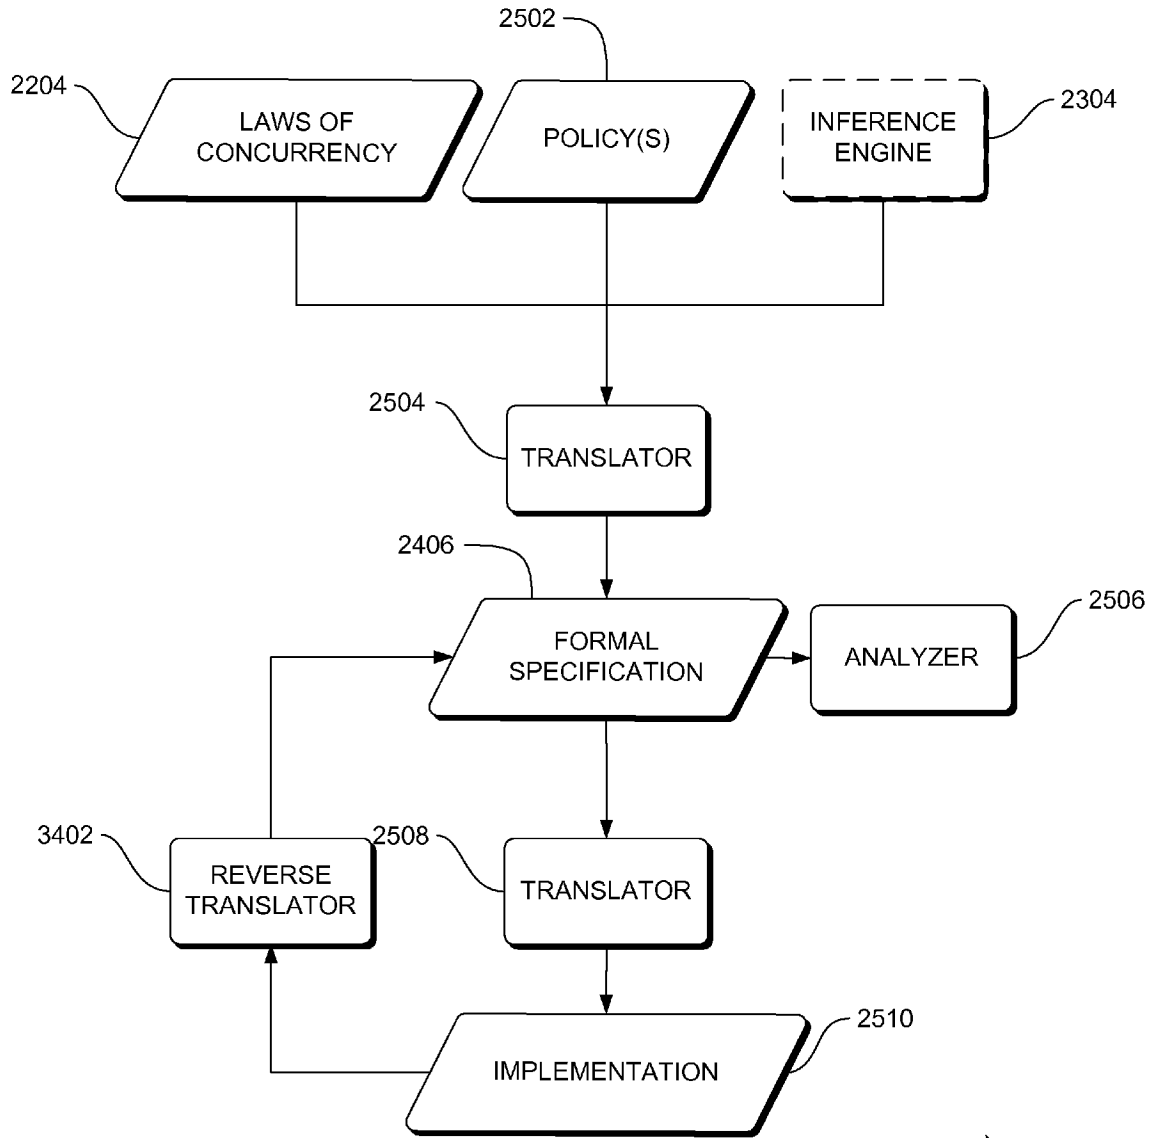 2502
2204
LAWS OF
CONCURRENCY
POLICY(S)
INFERENCE
ENGINE
2304
2504
TRANSLATOR
2406
FORMAL
SPECIFICATION
ANALYZER
2506
3402
REVERSE
TRANSLATOR
2508
TRANSLATOR
IMPLEMENTATION
2510